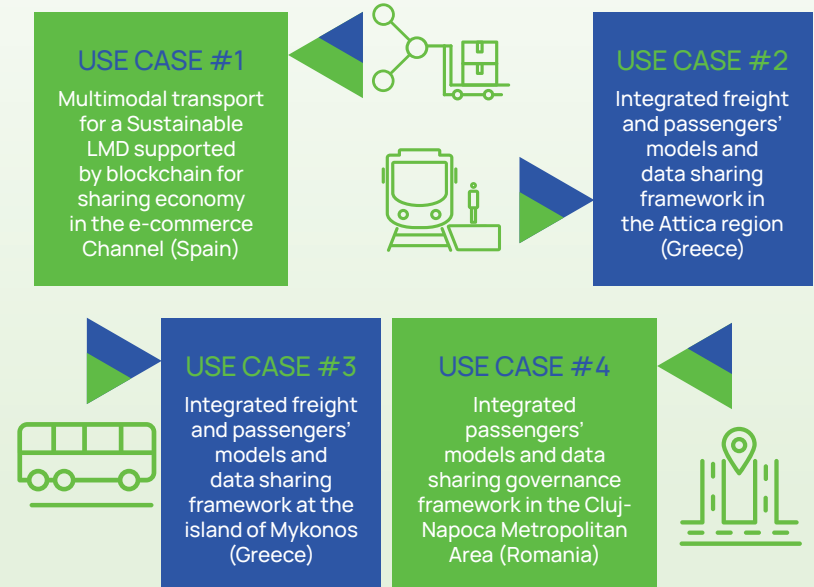 USE CASE #1
Multimodal transport
for a Sustainable
LMD supported
by blockchain for
sharing economy
in the e-commerce
Channel (Spain)
USE CASE #2
Integrated freight
and passengers’
models and
data sharing
framework in
the Attica region
(Greece)
USE CASE #3
Integrated freight
and passengers’
models and
data sharing
framework at the
island of Mykonos
(Greece)
USE CASE #4
Integrated
passengers’
models and data
sharing governance
framework in the Cluj-
Napoca Metropolitan
Area (Romania)